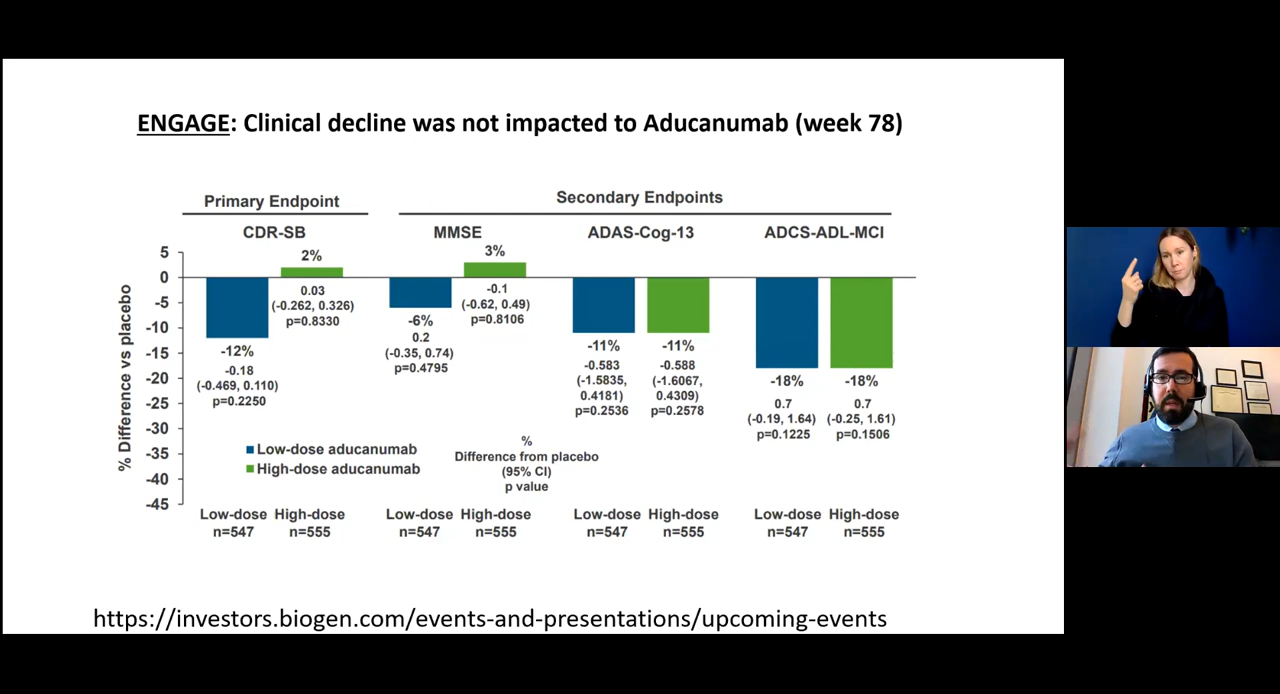 ENGAGE: Clinical decline was not impacted to Aducanumab (week 78)
Primary Endpoint
Secondary Endpoints
CDR-SB
MMSE
ADAS-Cog-13
ADCS-ADL-MCI
% Difference vs placebo
5
0
-5
-10
-15
-20
-25
-30
-35
-40
-45
-12%
-0.18
(-0.469, 0.110)
p=0.2250
2%
0.03
(-0.262, 0.326)
p=0.8330
-6%
0.2
(-0.35, 0.74)
p=0.4795
3%
-0.1
(-0.62, 0.49)
p=0.8106
-11%
-0.583
(-1.5835,
0.4181)
p=0.2536
-11%
-0.588
(-1.6067,
0.4309)
p=0.2578
-18%
0.7
(-0.19, 1.64)
p=0.1225
-18%
0.7
(-0.25, 1.61)
p=0.1506
Low-dose aducanumab
High-dose aducanumab
%
Difference from placebo
(95% CI)
p value
Low-dose High-dose
n=547 n=555
Low-dose High-dose
n=547 n=555
Low-dose High-dose
n=547 n=555
Low-dose High-dose
n=547 n=555
https://investors.biogen.com/events-and-presentations/upcoming-events